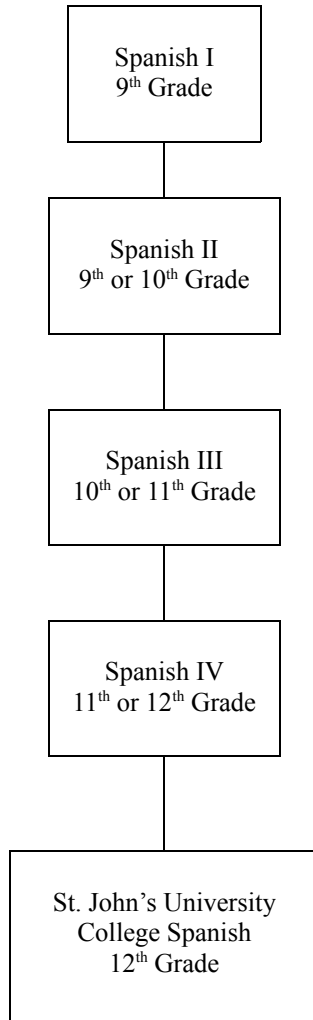 Spanish I
9th Grade
Spanish II
9th or 10th Grade
Spanish III
10th or 11th Grade
Spanish IV
11th or 12th Grade
St. John’s University
College Spanish
12th Grade